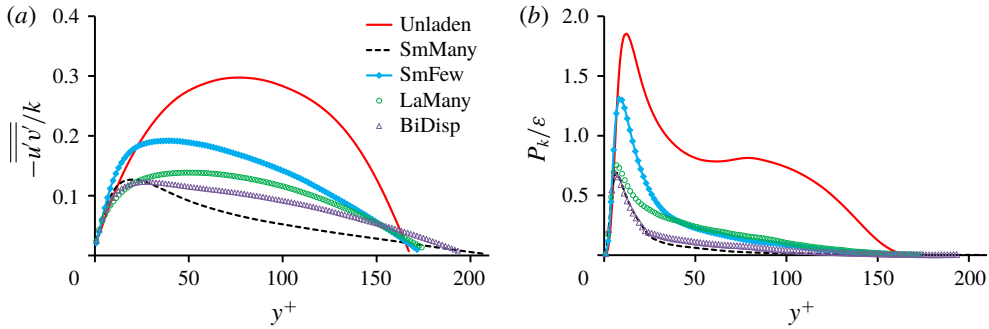 (a)
0.4
0.3
0.2
0.1
0
50
100
150
200
−u′v′/k
y⁺
Unladen
SmMany
SmFew
LaMany
BiDisp
(b)
2.0
1.5
1.0
0.5
0
50
100
150
200
P_k/ε
y⁺